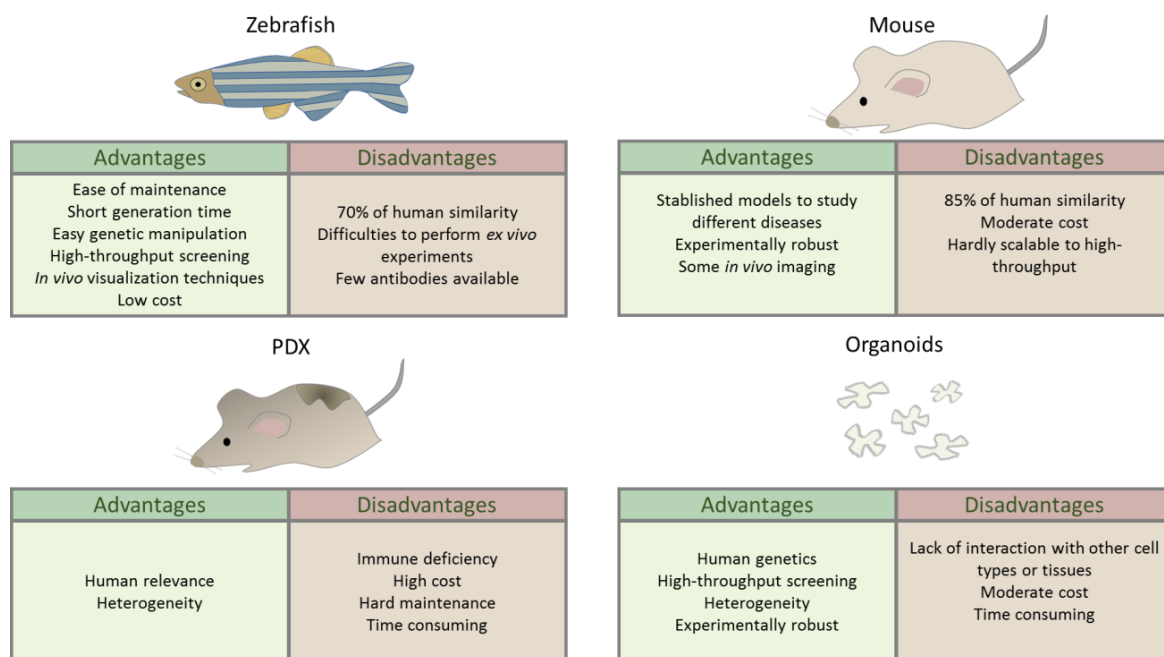 Zebrafish
Advantages
Disadvantages
Ease of maintenance
Short generation time
Easy genetic manipulation
High-throughput screening
In vivo visualization techniques
Low cost
70% of human similarity
Difficulties to perform ex vivo
experiments
Few antibodies available
Mouse
Advantages
Disadvantages
Stablished models to study
different diseases
Experimentally robust
Some in vivo imaging
85% of human similarity
Moderate cost
Hardly scalable to high-
throughput
PDX
Advantages
Disadvantages
Human relevance
Heterogeneity
Immune deficiency
High cost
Hard maintenance
Time consuming
Organoids
Advantages
Disadvantages
Human genetics
High-throughput screening
Heterogeneity
Experimentally robust
Lack of interaction with other cell
types or tissues
Moderate cost
Time consuming